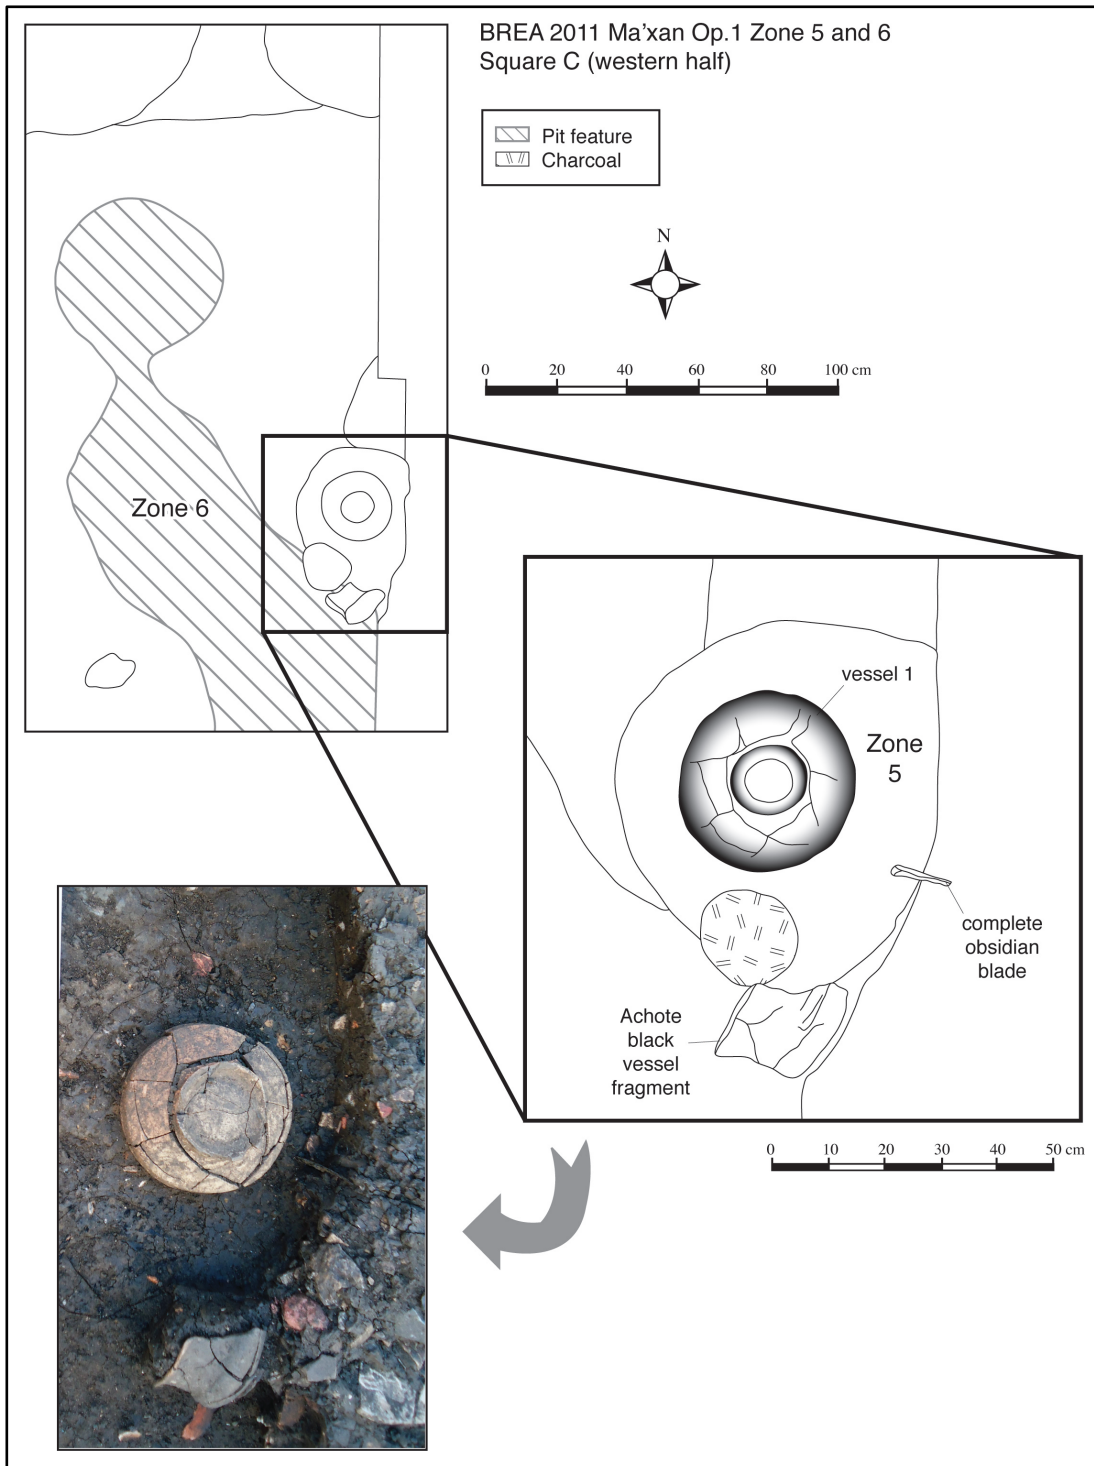 BREA 2011 Ma’xan Op.1 Zone 5 and 6
Square C (western half)
Pit feature
Charcoal
N
0 20 40 60 80 100 cm
Zone 6
vessel 1
Zone
5
complete
obsidian
blade
Achote
black
vessel
fragment
0 10 20 30 40 50 cm